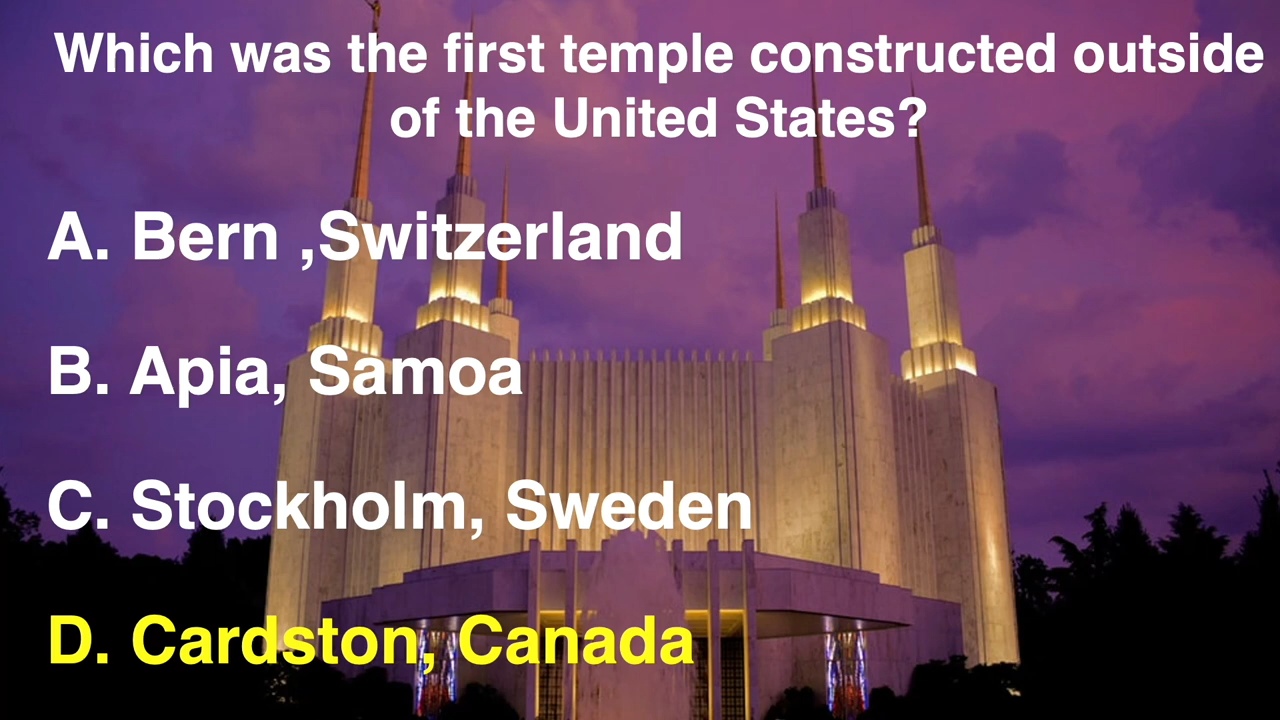 Which was the first temple constructed outside
of the United States?
A. Bern ,Switzerland
B. Apia, Samoa
C. Stockholm, Sweden
D. Cardston, Canada